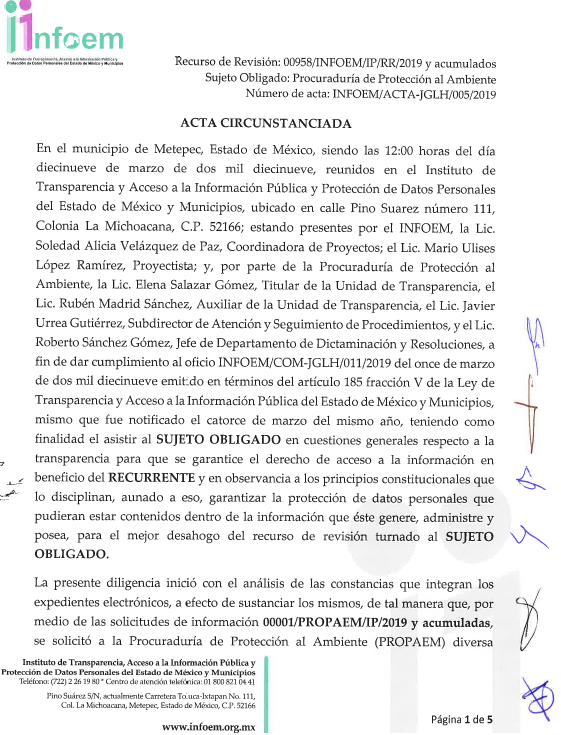 infoem
Instituto de Transparencia, Acceso a la Información Pública y
Protección de Datos Personales del Estado de México y Municipios
Recurso de Revisión: 00958/INFOEM/IP/RR/2019 y acumulados
Sujeto Obligado: Procuraduría de Protección al Ambiente
Número de acta: INFOEM/ACTA-JGLH/005/2019
ACTA CIRCUNSTANCIADA
En el municipio de Metepec, Estado de México, siendo las 12:00 horas del día
diecinueve de marzo de dos mil diecinueve, reunidos en el Instituto de
Transparencia y Acceso a la Información Pública y Protección de Datos Personales
del Estado de México y Municipios, ubicado en calle Pino Suarez número 111,
Colonia La Michoacana, C.P. 52166; estando presentes por el INFOEM, la Lic.
Soledad Alicia Velázquez de Paz, Coordinadora de Proyectos; el Lic. Mario Ulises
López Ramírez, Proyectista; y, por parte de la Procuraduría de Protección al
Ambiente, la Lic. Elena Salazar Gómez, Titular de la Unidad de Transparencia, el
Lic. Rubén Madrid Sánchez, Auxiliar de la Unidad de Transparencia, el Lic. Javier
Urrea Gutiérrez, Subdirector de Atención y Seguimiento de Procedimientos, y el Lic.
Roberto Sánchez Gómez, Jefe de Departamento de Dictaminación y Resoluciones, a
fin de dar cumplimiento al oficio INFOEM/COM-JGLH/011/2019 del once de marzo
de dos mil diecinueve emitido en términos del artículo 185 fracción V de la Ley de
Transparencia y Acceso a la Información Pública del Estado de México y Municipios,
mismo que fue notificado el catorce de marzo del mismo año, teniendo como
finalidad el asistir al SUJETO OBLIGADO en cuestiones generales respecto a la
transparencia para que se garantice el derecho de acceso a la información en
beneficio del RECURRENTE y en observancia a los principios constitucionales que
lo disciplinan, aunado a eso, garantizar la protección de datos personales que
pudieran estar contenidos dentro de la información que éste genere, administre y
posea, para el mejor desahogo del recurso de revisión turnado al SUJETO
OBLIGADO.
La presente diligencia inició con el análisis de las constancias que integran los
expedientes electrónicos, a efecto de sustanciar los mismos, de tal manera que, por
medio de las solicitudes de información 00001/PROPAEM/IP/2019 y acumuladas,
se solicitó a la Procuraduría de Protección al Ambiente (PROPAEM) diversa
Instituto de Transparencia, Acceso a la Información Pública y
Protección de Datos Personales del Estado de México y Municipios
Teléfono: (722) 2 26 19 80 * Centro de atención telefónica: 01 800 821 04 41
Pino Suárez S/N, actualmente Carretera Toluca-Ixtapan No. 111,
Col. La Michoacana, Metepec, Estado de México, C.P. 52166
www.infoem.org.mx
Página 1 de 5